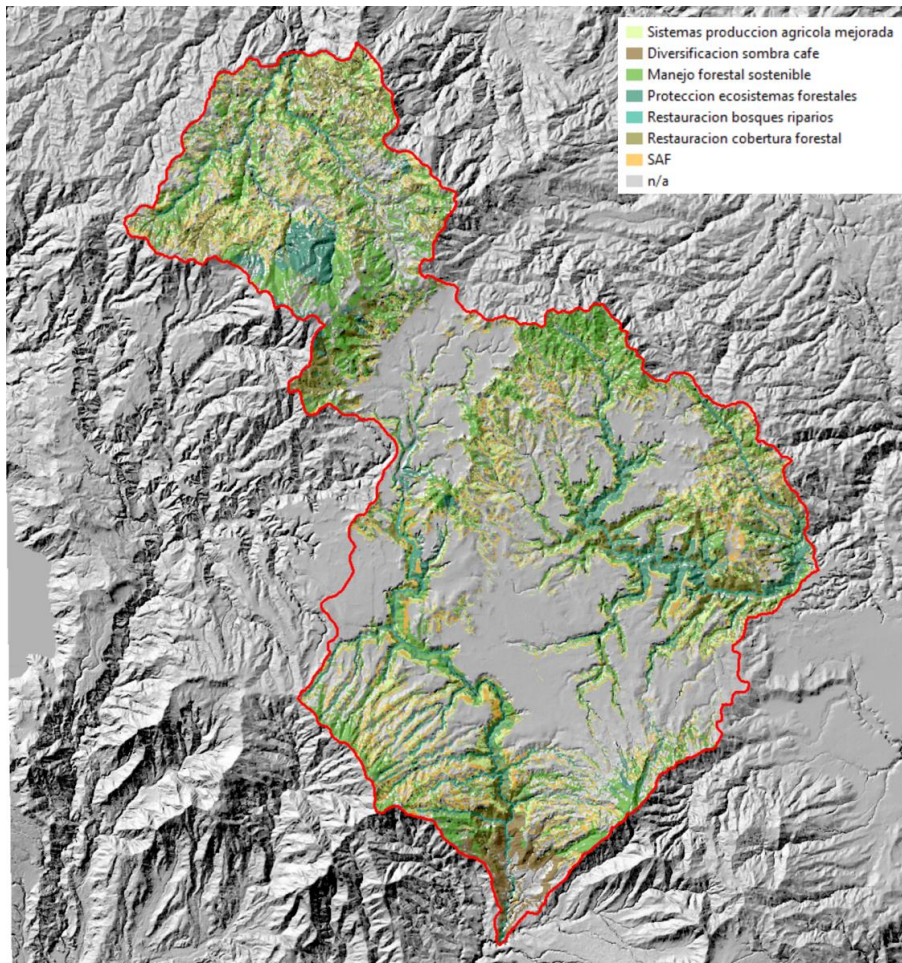 Sistemas produccion agricola mejorada
Diversificacion sombra cafe
Manejo forestal sostenible
Proteccion ecosistemas forestales
Restauracion bosques riparios
Restauracion cobertura forestal
SAF
n/a